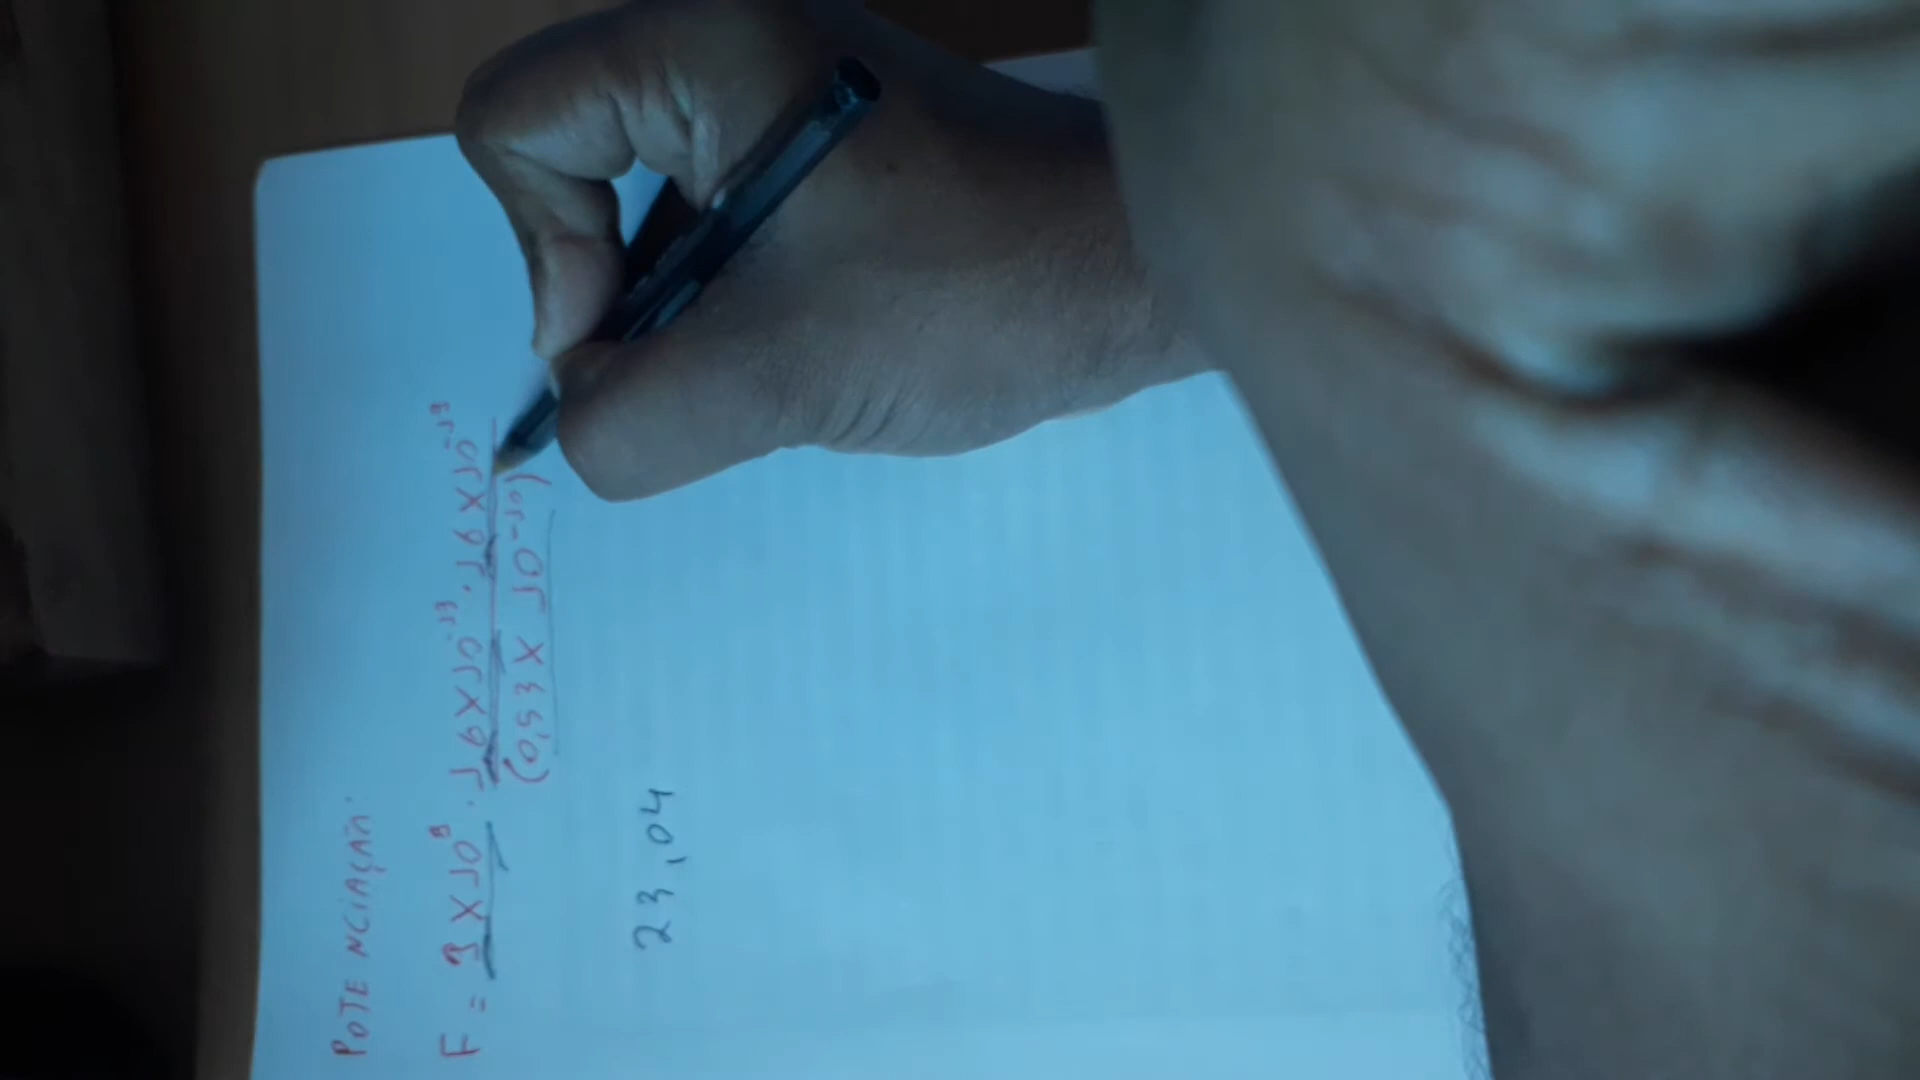 POTENCIAÇÃO.
F = 9 X 10⁹ . 1,6 X 10⁻¹⁹ . 1,6 X 10⁻¹⁹
(0,53 X 10⁻¹⁰)
23,04